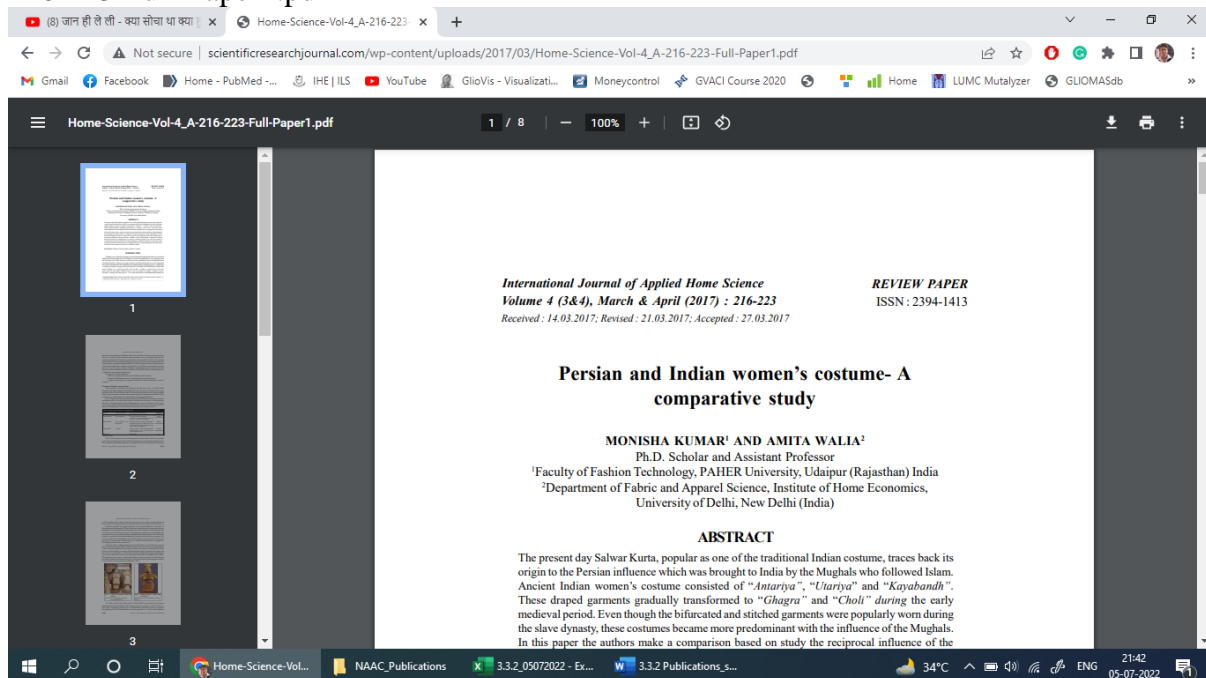 (8) जान ही ले ली - क्या सोचा था क्या
Home-Science-Vol-4_A-216-223-
Not secure | scientificresearchjournal.com/wp-content/uploads/2017/03/Home-Science-Vol-4_A-216-223-Full-Paper1.pdf
Gmail Facebook Home - PubMed -... IHE | ILS YouTube GlioVis - Visualizati... Moneycontrol GVACI Course 2020 Home LUMC Mutalyzer GLIOMASdb »
Home-Science-Vol-4_A-216-223-Full-Paper1.pdf 1 / 8 | — 100% +
1
2
3
International Journal of Applied Home Science
Volume 4 (3&4), March & April (2017) : 216-223
Received : 14.03.2017; Revised : 21.03.2017; Accepted : 27.03.2017
REVIEW PAPER
ISSN : 2394-1413
Persian and Indian women's costume- A
comparative study
MONISHA KUMAR¹ AND AMITA WALIA²
Ph.D. Scholar and Assistant Professor
¹Faculty of Fashion Technology, PAHER University, Udaipur (Rajasthan) India
²Department of Fabric and Apparel Science, Institute of Home Economics,
University of Delhi, New Delhi (India)
ABSTRACT
The present day Salwar Kurta, popular as one of the traditional Indian costume, traces back its
origin to the Persian influence which was brought to India by the Mughals who followed Islam.
Ancient Indian women's costume consisted of "Antariya", "Utariya" and "Kayabandh".
These draped garments gradually transformed to "Ghagra" and "Choli" during the early
medieval period. Even though the bifurcated and stitched garments were popularly worn during
the slave dynasty, these costumes became more predominant with the influence of the Mughals.
In this paper the authors make a comparison based on study the reciprocal influence of the
Home-Science-Vol... NAAC_Publications 3.3.2_05072022 - Ex... 3.3.2 Publications_s... 34°C ENG 21:42
05-07-2022